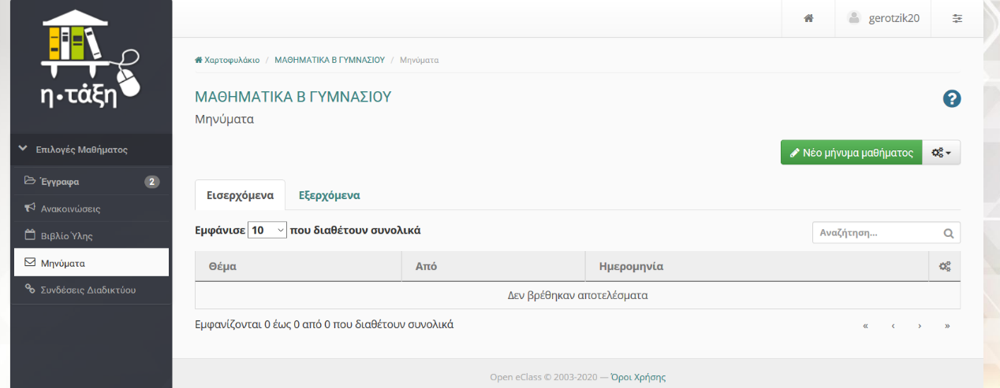 η·τάξη
gerotzik20
Χαρτοφυλάκιο / ΜΑΘΗΜΑΤΙΚΑ Β ΓΥΜΝΑΣΙΟΥ / Μηνύματα
ΜΑΘΗΜΑΤΙΚΑ Β ΓΥΜΝΑΣΙΟΥ
?
Μηνύματα
Επιλογές Μαθήματος
Έγγραφα 2
Ανακοινώσεις
Βιβλίο Ύλης
Μηνύματα
Συνδέσεις Διαδικτύου
Νέο μήνυμα μαθήματος
Εισερχόμενα Εξερχόμενα
Εμφάνισε 10 που διαθέτουν συνολικά
Αναζήτηση...
Θέμα Από Ημερομηνία
Δεν βρέθηκαν αποτελέσματα
Εμφανίζονται 0 έως 0 από 0 που διαθέτουν συνολικά
« ‹ › »
Open eClass © 2003-2020 — Όροι Χρήσης